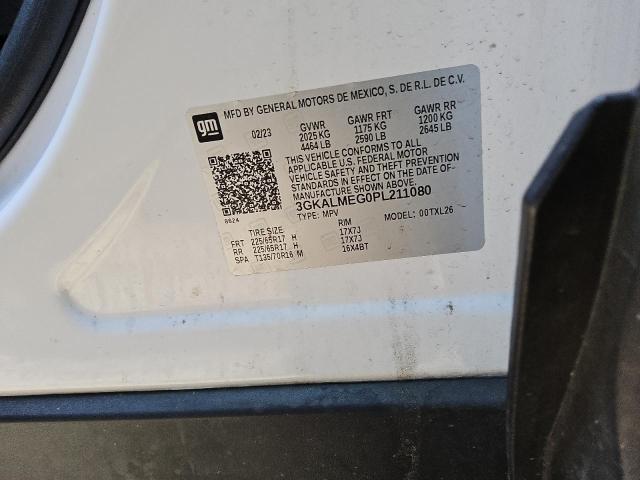 MFD BY GENERAL MOTORS DE MEXICO, S. DE R.L. DE C.V.
gm 02/23 GVWR GAWR FRT GAWR RR
2025 KG 1175 KG 1200 KG
4464 LB 2590 LB 2645 LB
THIS VEHICLE CONFORMS TO ALL
APPLICABLE U.S. FEDERAL MOTOR
VEHICLE SAFETY AND THEFT PREVENTION
STANDARDS IN EFFECT ON THE DATE OF
MANUFACTURE SHOWN ABOVE.
3GKALMEG0PL211080
8624 TYPE: MPV MODEL: 00TXL26
TIRE SIZE RIM
FRT 225/65R17 H 17X7J
RR 225/65R17 H 17X7J
SPA T135/70R16 M 16X4BT